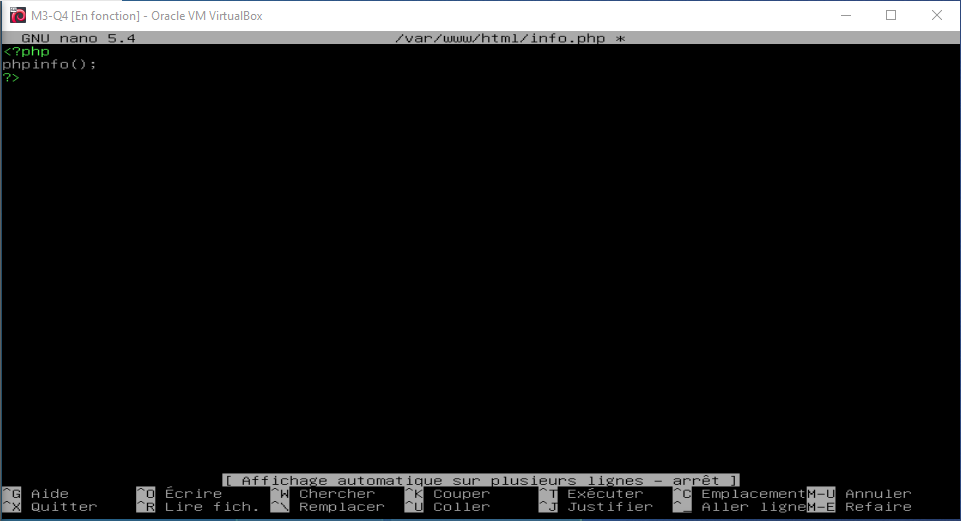 M3-Q4 [En fonction] - Oracle VM VirtualBox
GNU nano 5.4 /var/www/html/info.php *
<?php
phpinfo();
?>
[ Affichage automatique sur plusieurs lignes – arrêt ]
^G Aide ^O Écrire ^W Chercher ^K Couper ^T Exécuter ^C Emplacement M-U Annuler
^X Quitter ^R Lire fich. ^\ Remplacer ^U Coller ^J Justifier ^_ Aller ligne M-E Refaire